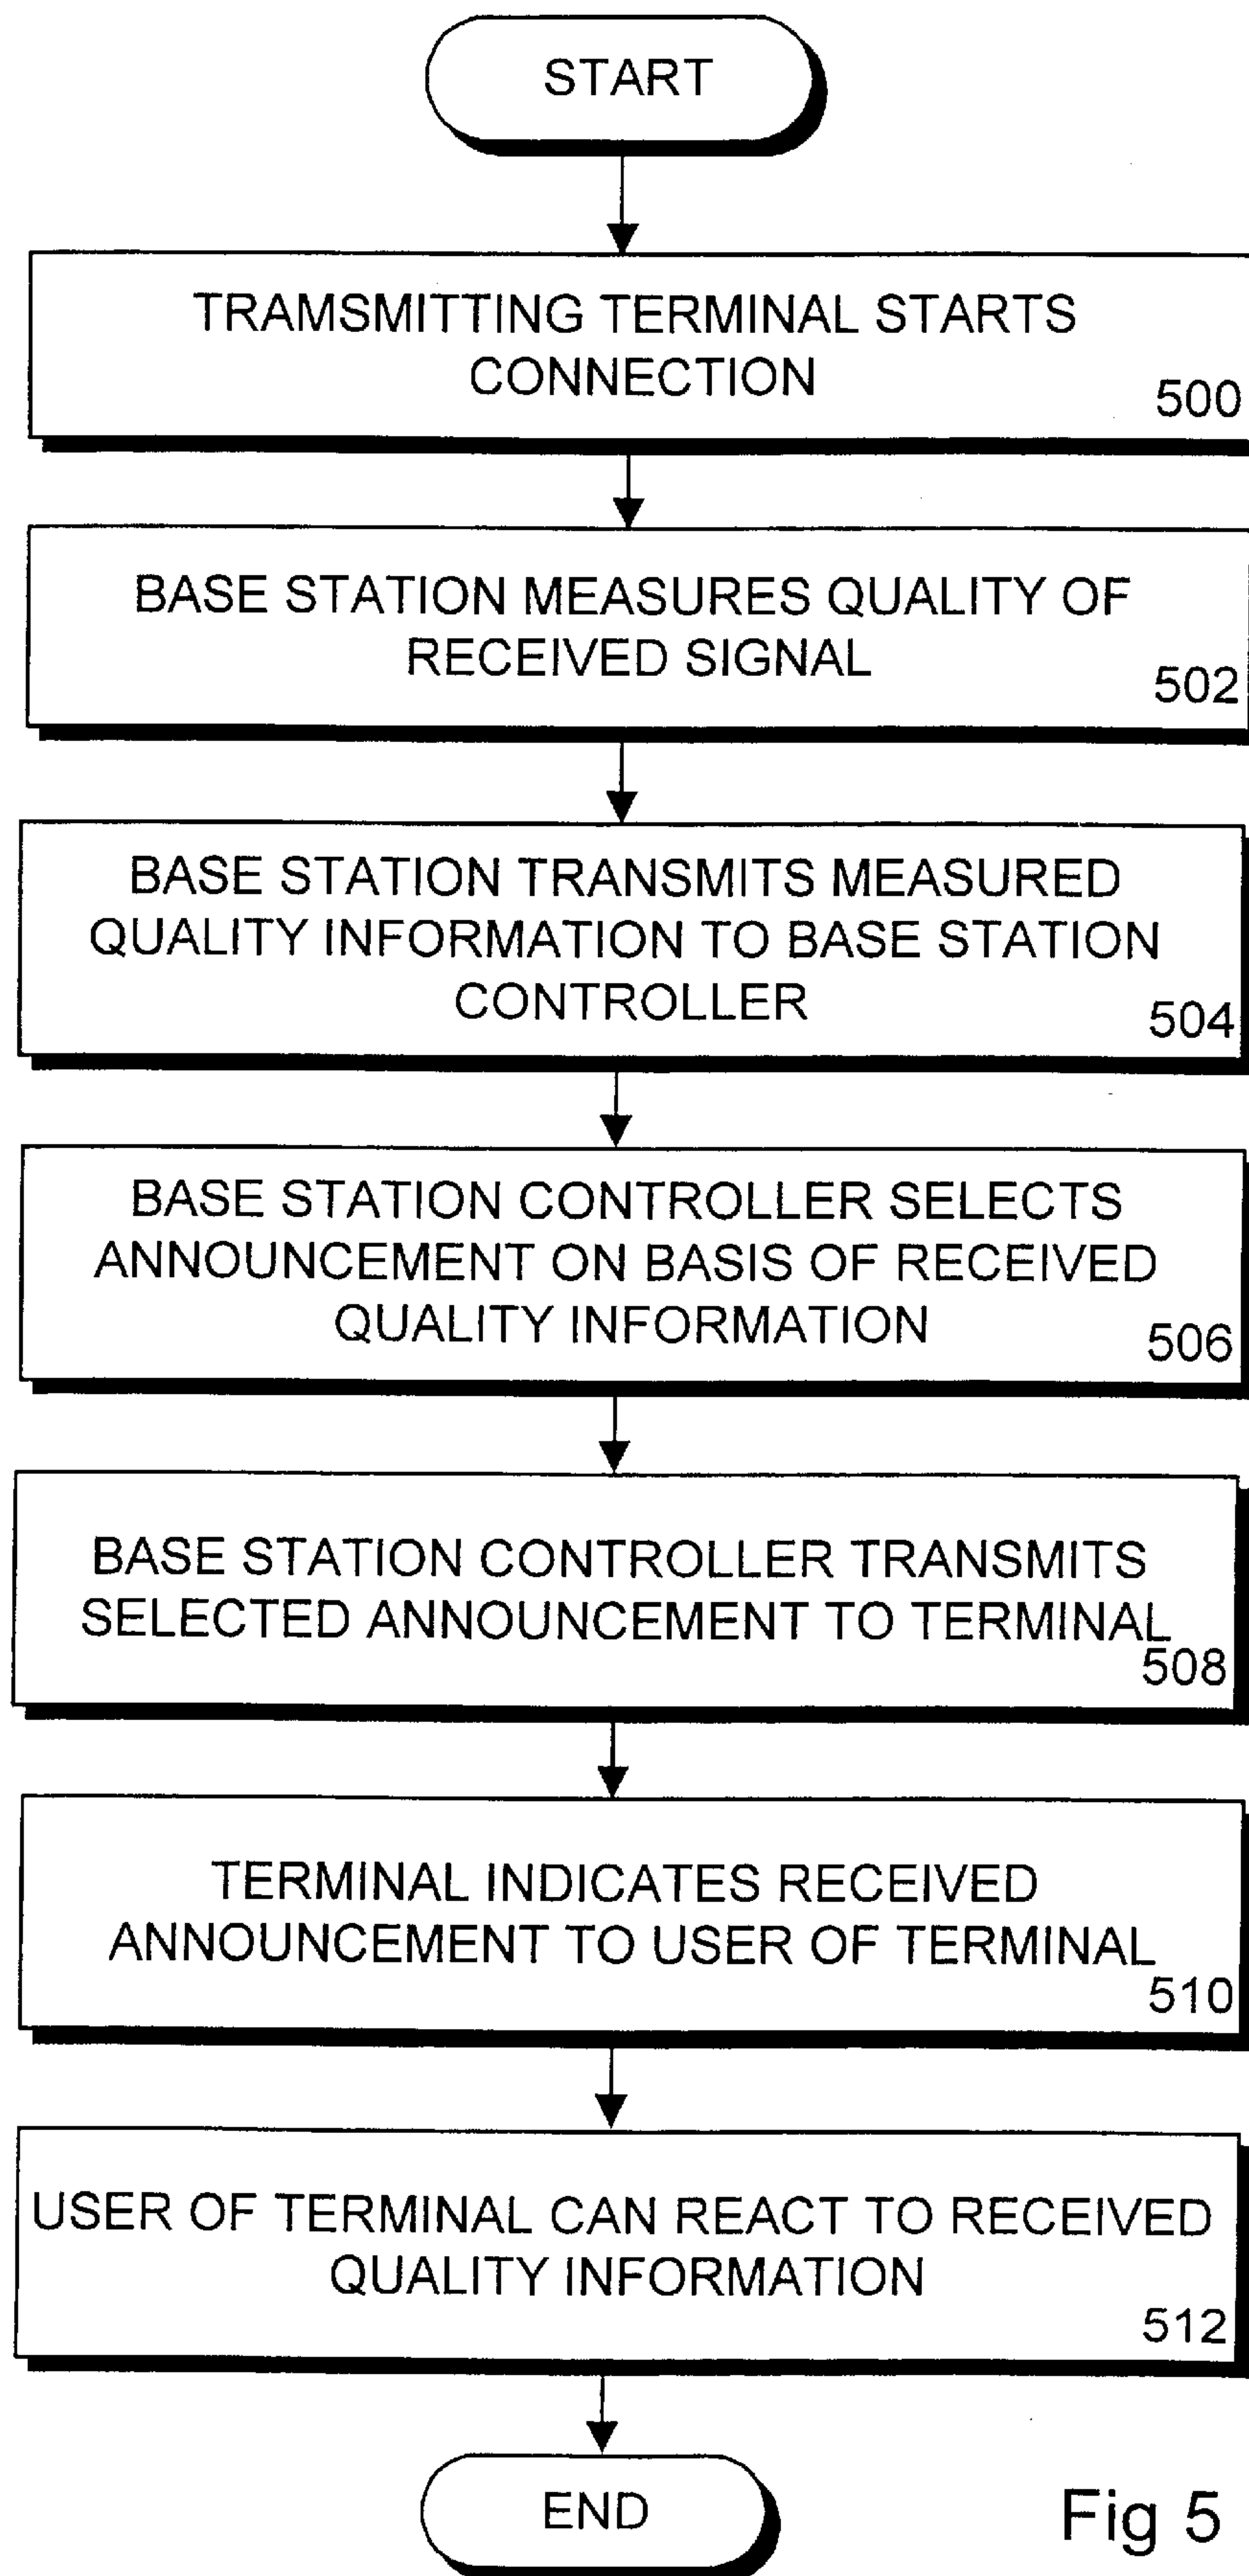 START
TRAMSMITTING TERMINAL STARTS
CONNECTION
500
BASE STATION MEASURES QUALITY OF
RECEIVED SIGNAL
502
BASE STATION TRANSMITS MEASURED
QUALITY INFORMATION TO BASE STATION
CONTROLLER
504
BASE STATION CONTROLLER SELECTS
ANNOUNCEMENT ON BASIS OF RECEIVED
QUALITY INFORMATION
506
BASE STATION CONTROLLER TRANSMITS
SELECTED ANNOUNCEMENT TO TERMINAL
508
TERMINAL INDICATES RECEIVED
ANNOUNCEMENT TO USER OF TERMINAL
510
USER OF TERMINAL CAN REACT TO RECEIVED
QUALITY INFORMATION
512
END
Fig 5